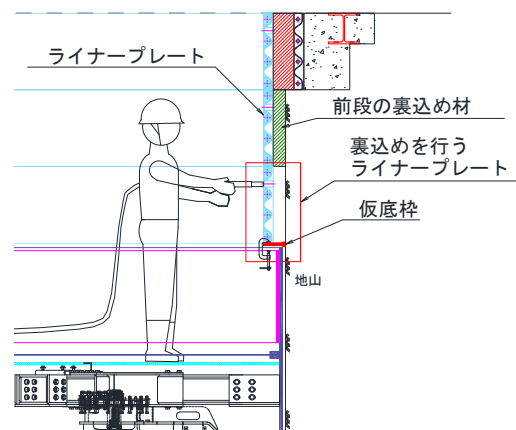 ライナープレート
前段の裏込め材
裏込めを行う
ライナープレート
仮底枠
地山